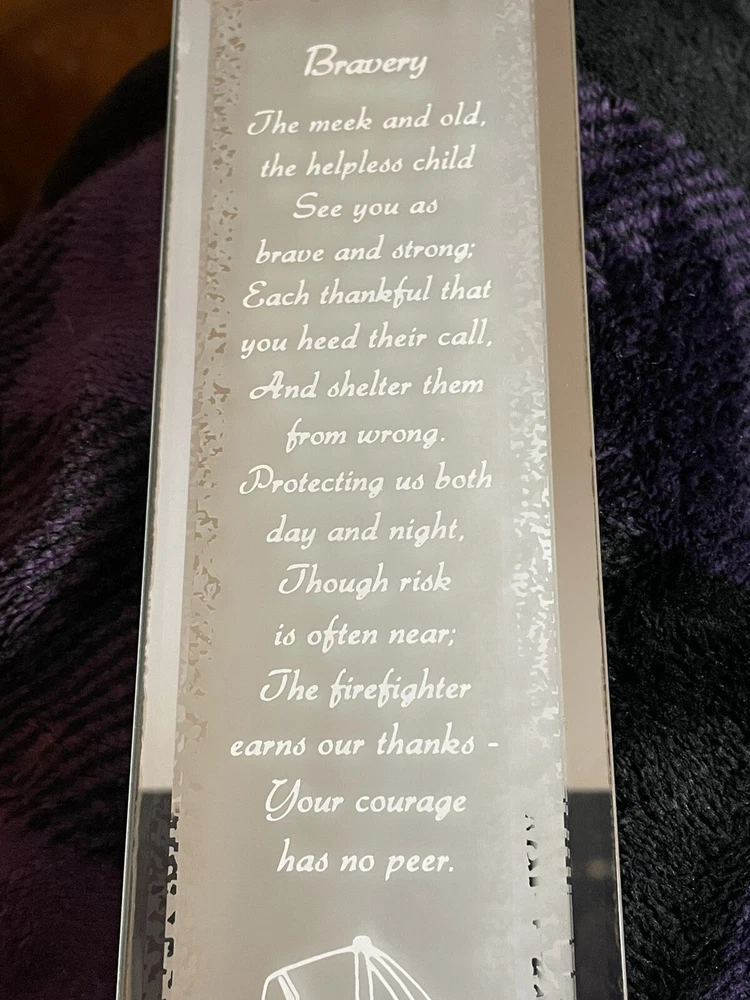 Bravery
The meek and old,
the helpless child
See you as
brave and strong;
Each thankful that
you heed their call,
And shelter them
from wrong.
Protecting us both
day and night,
Though risk
is often near;
The firefighter
earns our thanks -
Your courage
has no peer.